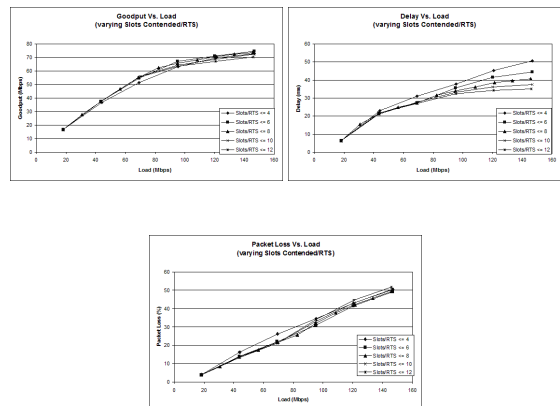 Goodput Vs. Load
(varying Slots Contended/RTS)
Goodput (Mbps)
80
70
60
50
40
30
20
10
0
0 20 40 60 80 100 120 140 160
Load (Mbps)
Slots/RTS <= 4
Slots/RTS <= 6
Slots/RTS <= 8
Slots/RTS <= 10
Slots/RTS <= 12
Delay Vs. Load
(varying Slots Contended/RTS)
Delay (ms)
60
50
40
30
20
10
0
0 20 40 60 80 100 120 140 160
Load (Mbps)
Slots/RTS <= 4
Slots/RTS <= 6
Slots/RTS <= 8
Slots/RTS <= 10
Slots/RTS <= 12
Packet Loss Vs. Load
(varying Slots Contended/RTS)
Packet Loss (%)
60
50
40
30
20
10
0
0 20 40 60 80 100 120 140 160
Load (Mbps)
Slots/RTS <= 4
Slots/RTS <= 6
Slots/RTS <= 8
Slots/RTS <= 10
Slots/RTS <= 12